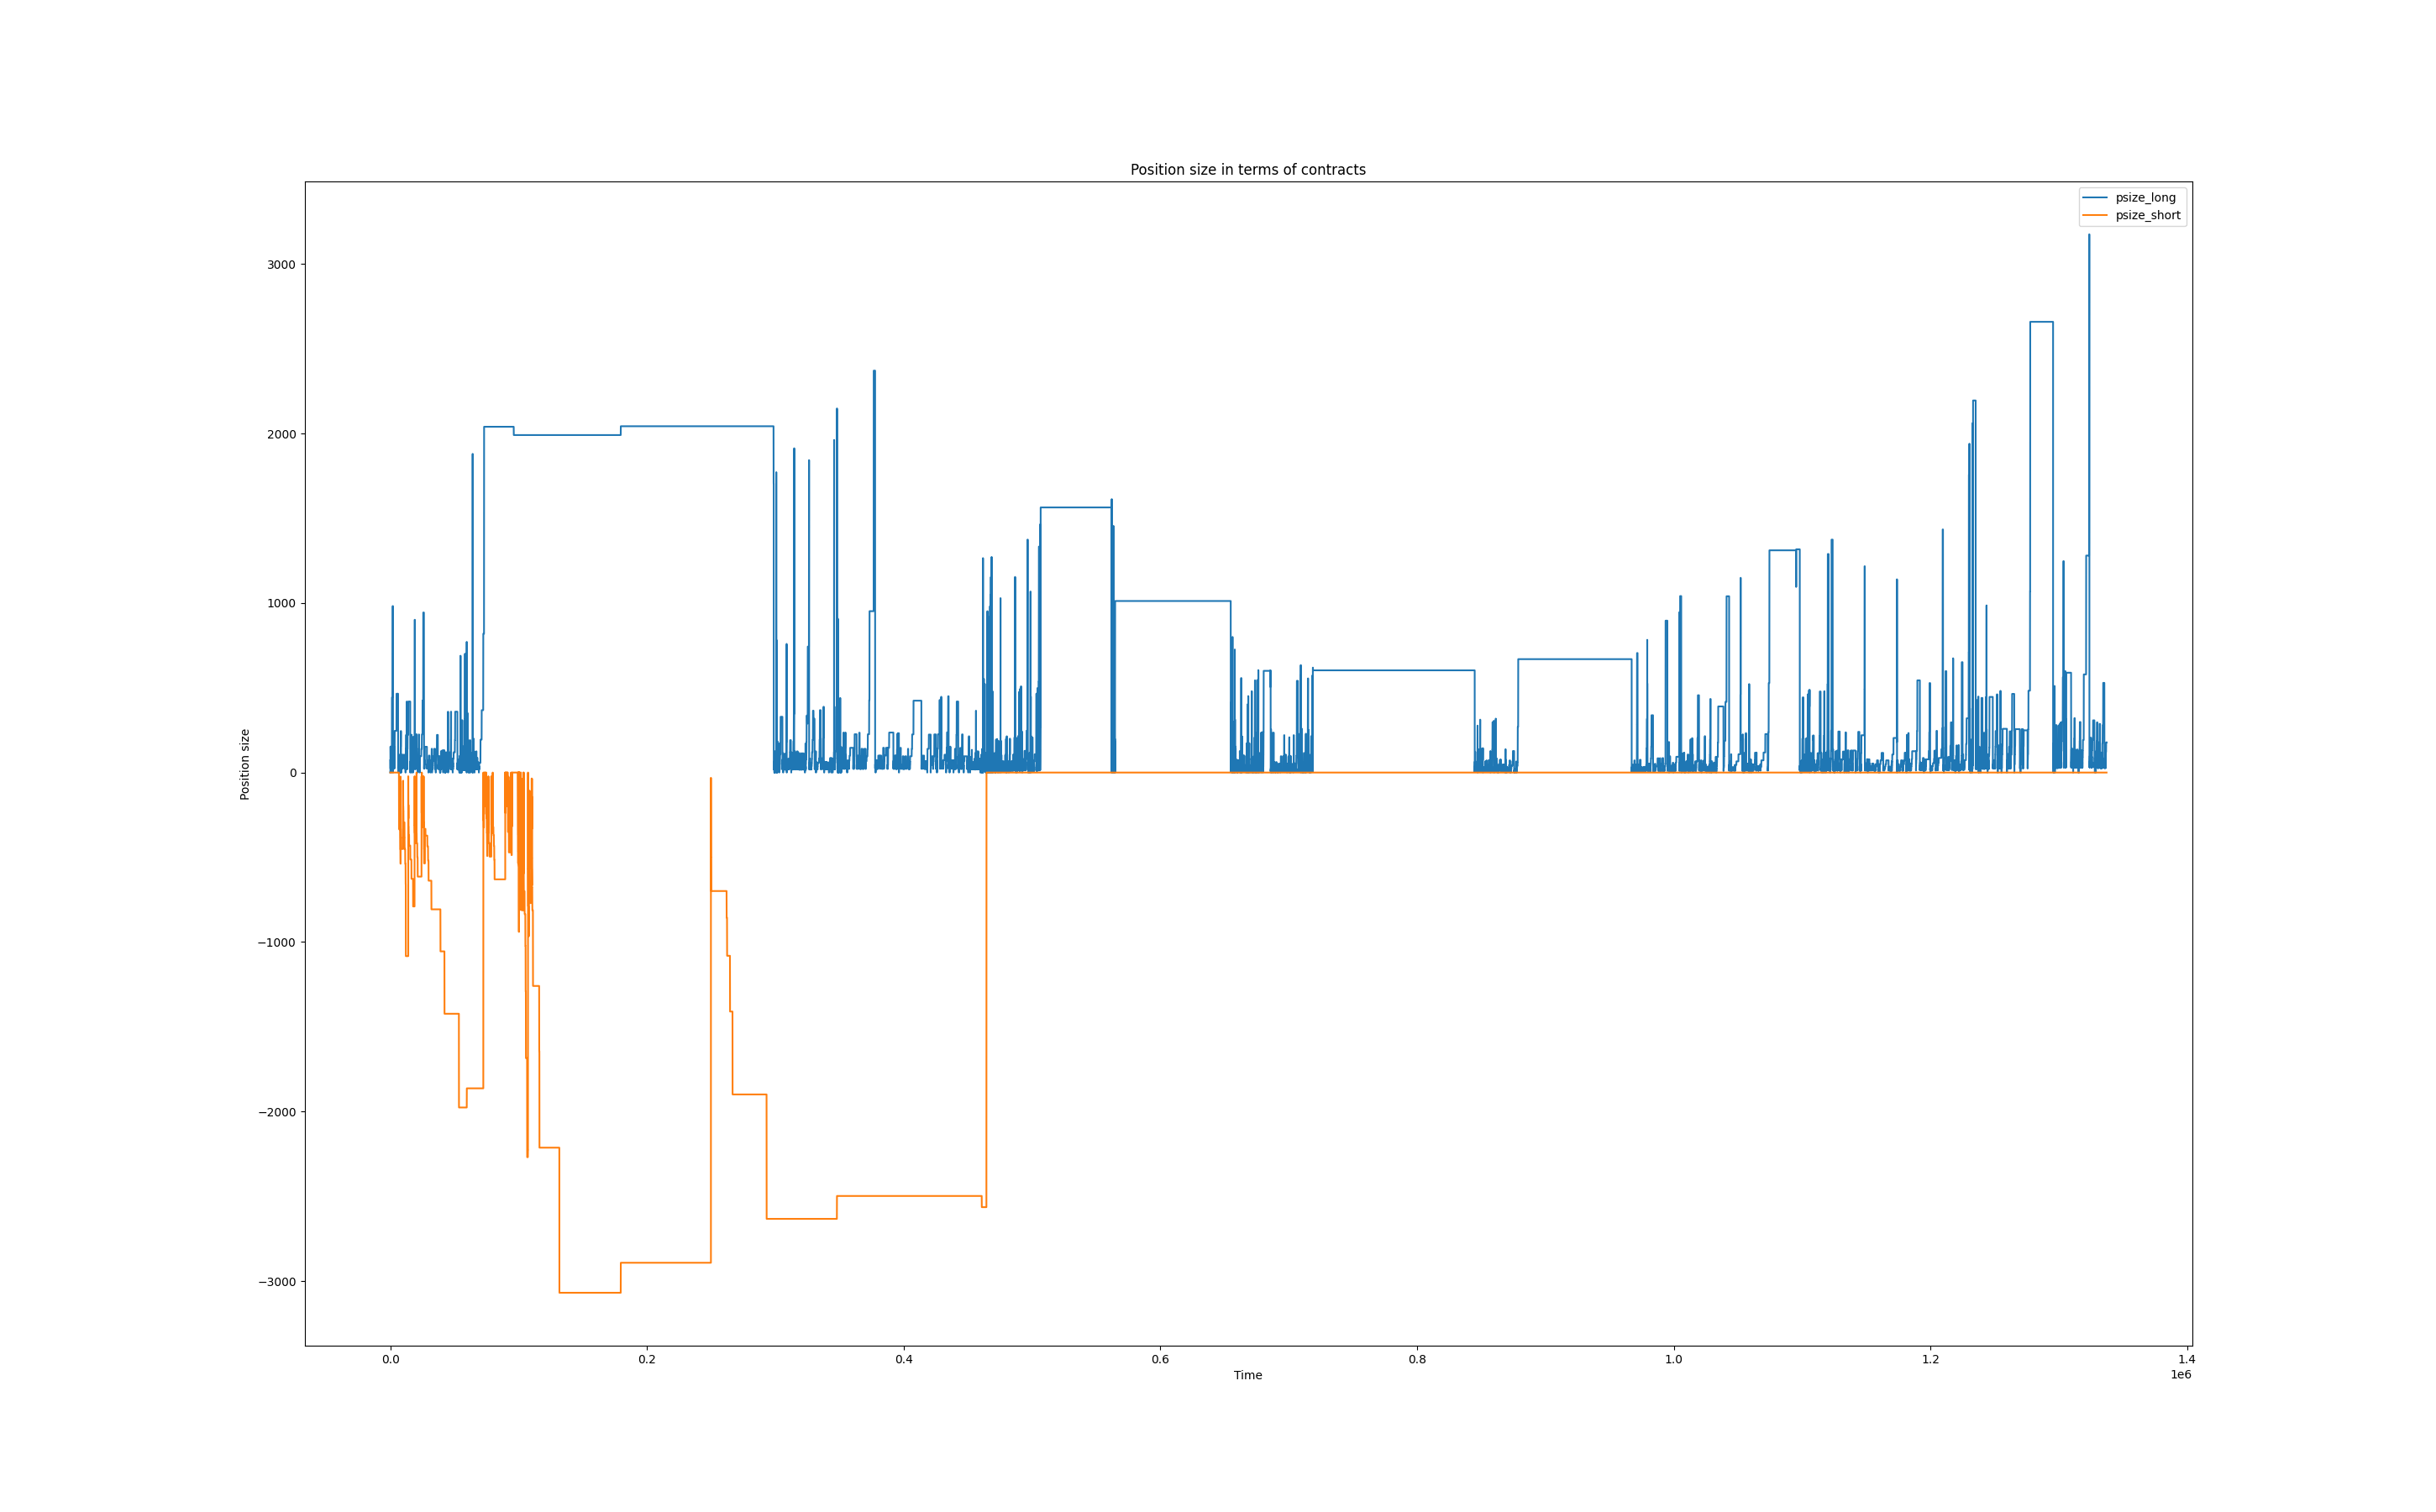 Position size in terms of contracts
psize_long
psize_short
Position size
3000
2000
1000
0
−1000
−2000
−3000
0.0
0.2
0.4
0.6
0.8
1.0
1.2
1.4
1e6
Time